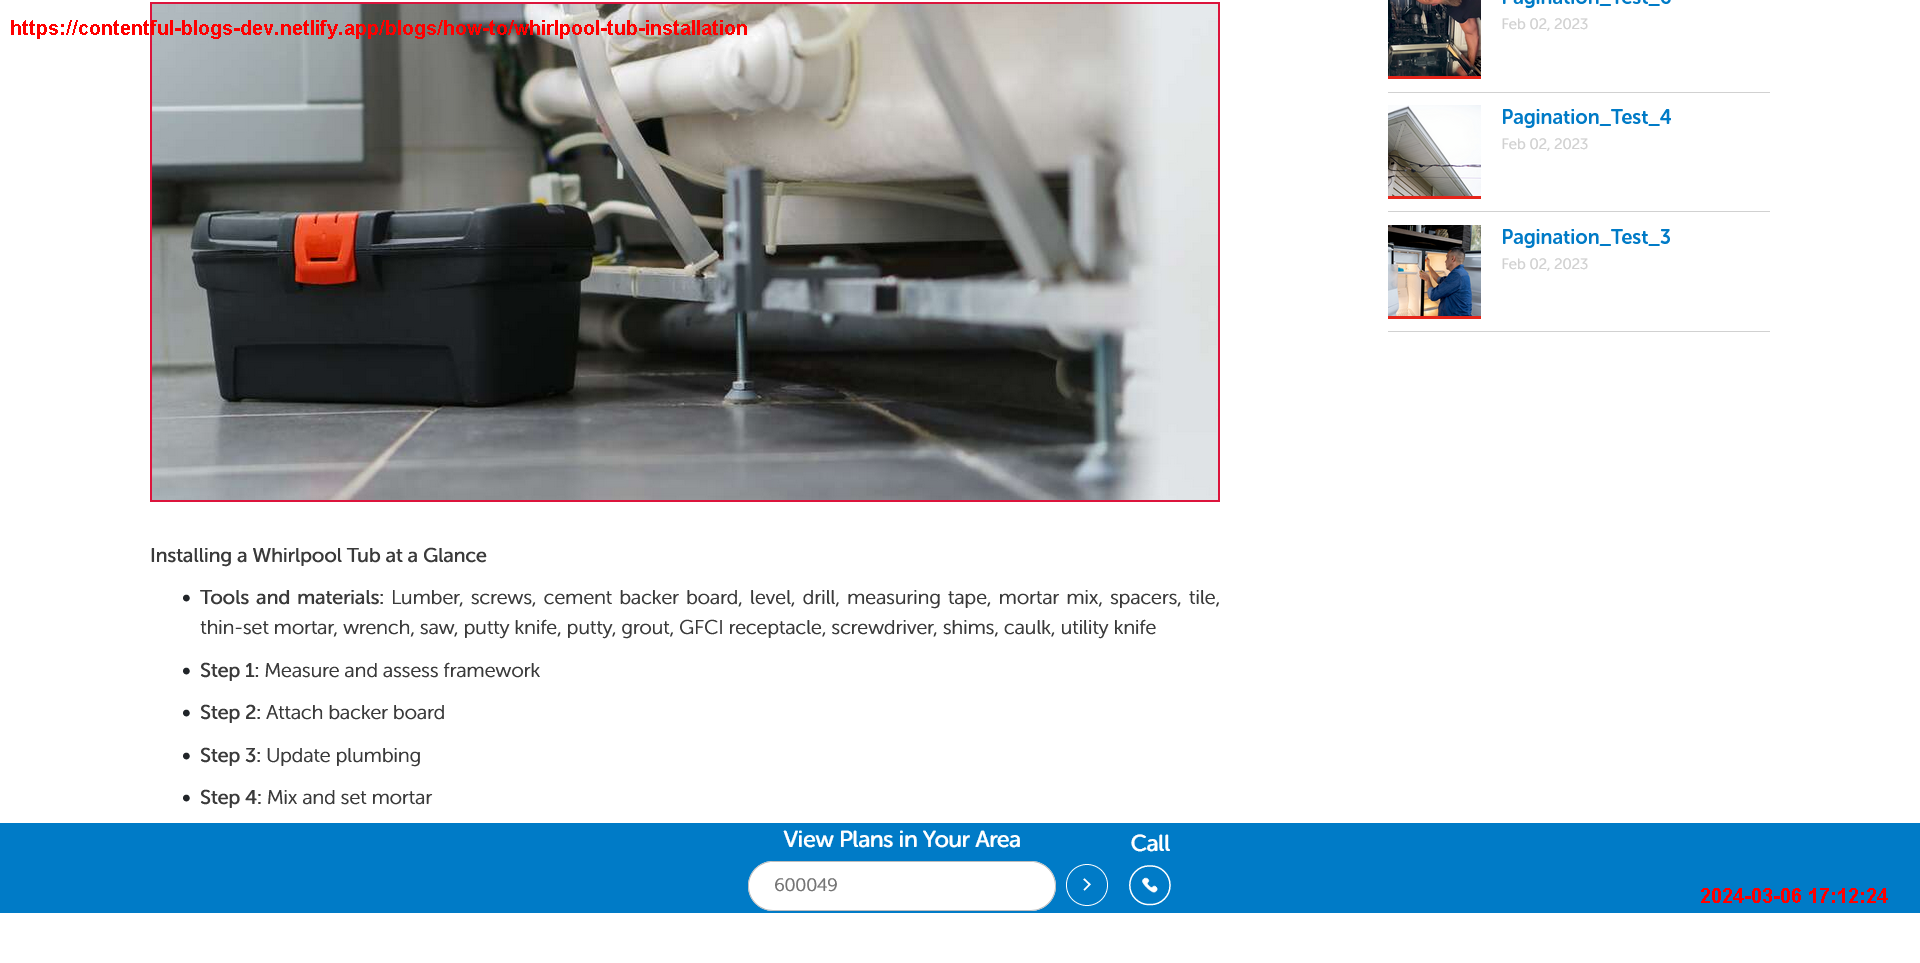 https://contentful-blogs-dev.netlify.app/blogs/how-to/whirlpool-tub-installation
Feb 02, 2023
Pagination_Test_4
Feb 02, 2023
Pagination_Test_3
Feb 02, 2023
Installing a Whirlpool Tub at a Glance
• Tools and materials: Lumber, screws, cement backer board, level, drill, measuring tape, mortar mix, spacers, tile,
thin-set mortar, wrench, saw, putty knife, putty, grout, GFCI receptacle, screwdriver, shims, caulk, utility knife
• Step 1: Measure and assess framework
• Step 2: Attach backer board
• Step 3: Update plumbing
• Step 4: Mix and set mortar
View Plans in Your Area
Call
600049
2024-03-06 17:12:24